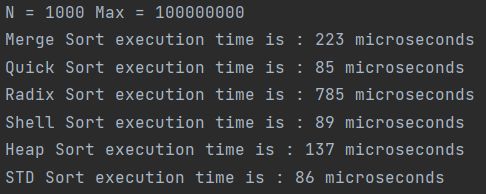 N = 1000 Max = 100000000
Merge Sort execution time is : 223 microseconds
Quick Sort execution time is : 85 microseconds
Radix Sort execution time is : 785 microseconds
Shell Sort execution time is : 89 microseconds
Heap Sort execution time is : 137 microseconds
STD Sort execution time is : 86 microseconds